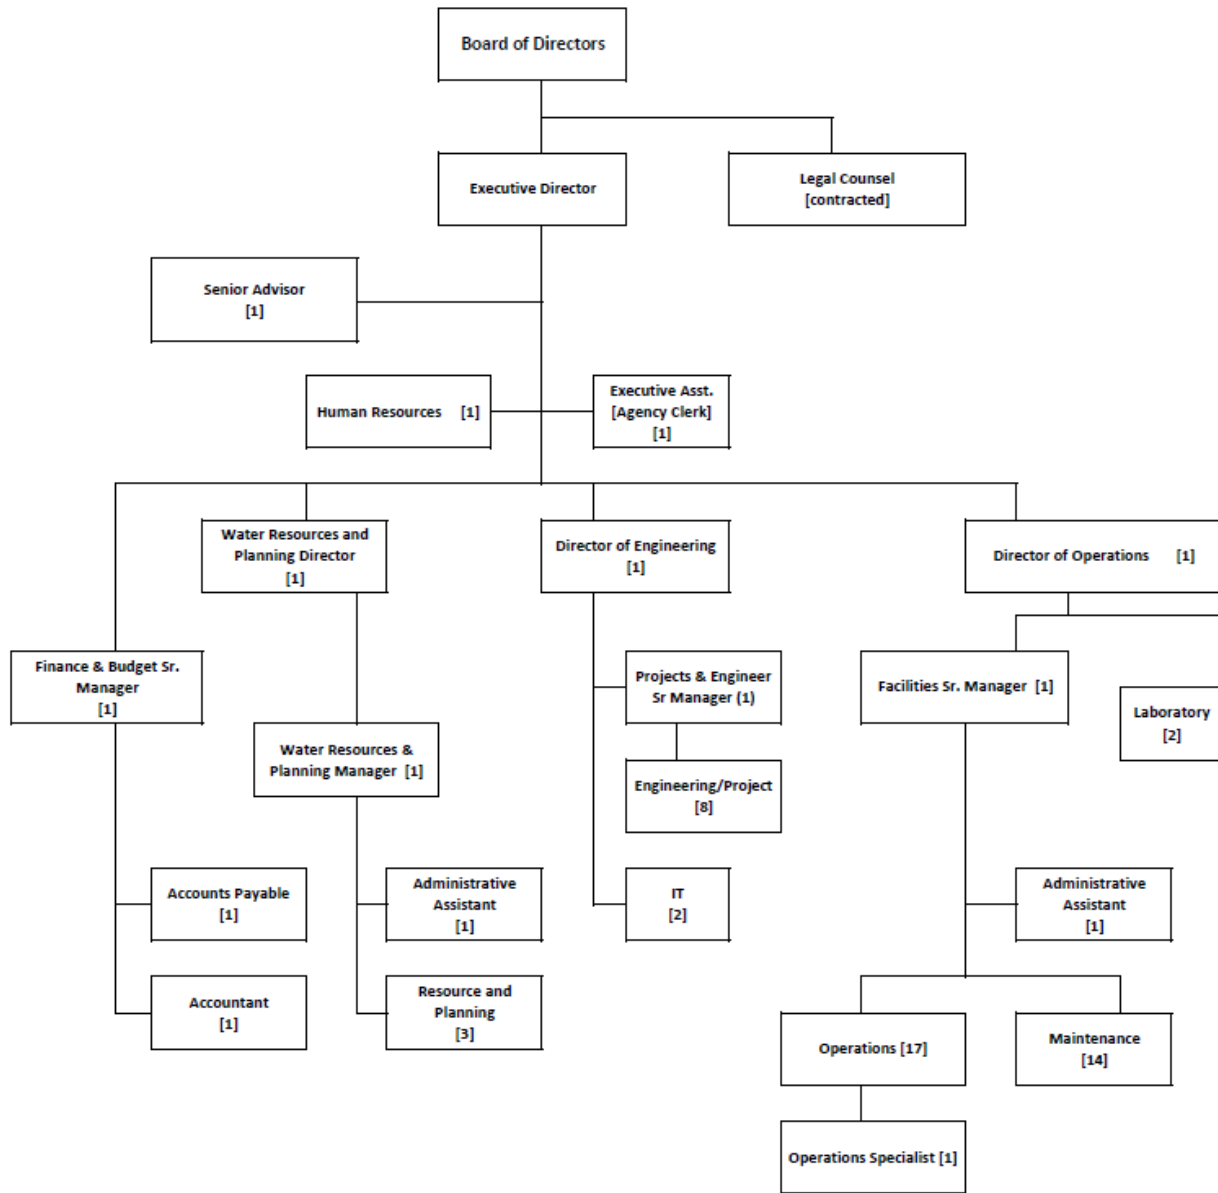 Board of Directors
Executive Director
Legal Counsel
[contracted]
Senior Advisor
[1]
Human Resources [1]
Executive Asst.
[Agency Clerk]
[1]
Water Resources and
Planning Director
[1]
Director of Engineering
[1]
Director of Operations [1]
Finance & Budget Sr.
Manager
[1]
Projects & Engineer
Sr Manager (1)
Facilities Sr. Manager [1]
Laboratory
[2]
Water Resources &
Planning Manager [1]
Engineering/Project
[8]
Accounts Payable
[1]
Administrative
Assistant
[1]
IT
[2]
Administrative
Assistant
[1]
Accountant
[1]
Resource and
Planning
[3]
Operations [17]
Maintenance
[14]
Operations Specialist [1]